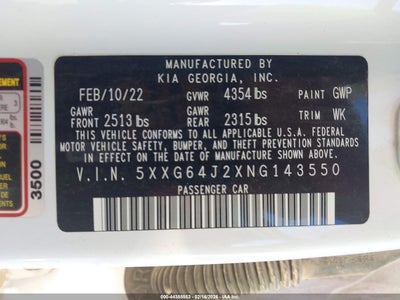 CEMENT
MANUFACTURED BY
KIA GEORGIA, INC.
FEB/10/22 GVWR 4354 lbs PAINT GWP
GAWR FRONT 2513 lbs GAWR REAR 2315 lbs TRIM WK
THIS VEHICLE CONFORMS TO ALL APPLICABLE U.S.A. FEDERAL
MOTOR VEHICLE SAFETY, BUMPER, AND THEFT PREVENTION STANDARDS
IN EFFECT ON THE DATE OF MANUFACTURE SHOWN ABOVE.
V.I.N. 5XXG64J2XNG143550
PASSENGER CAR
3500
3